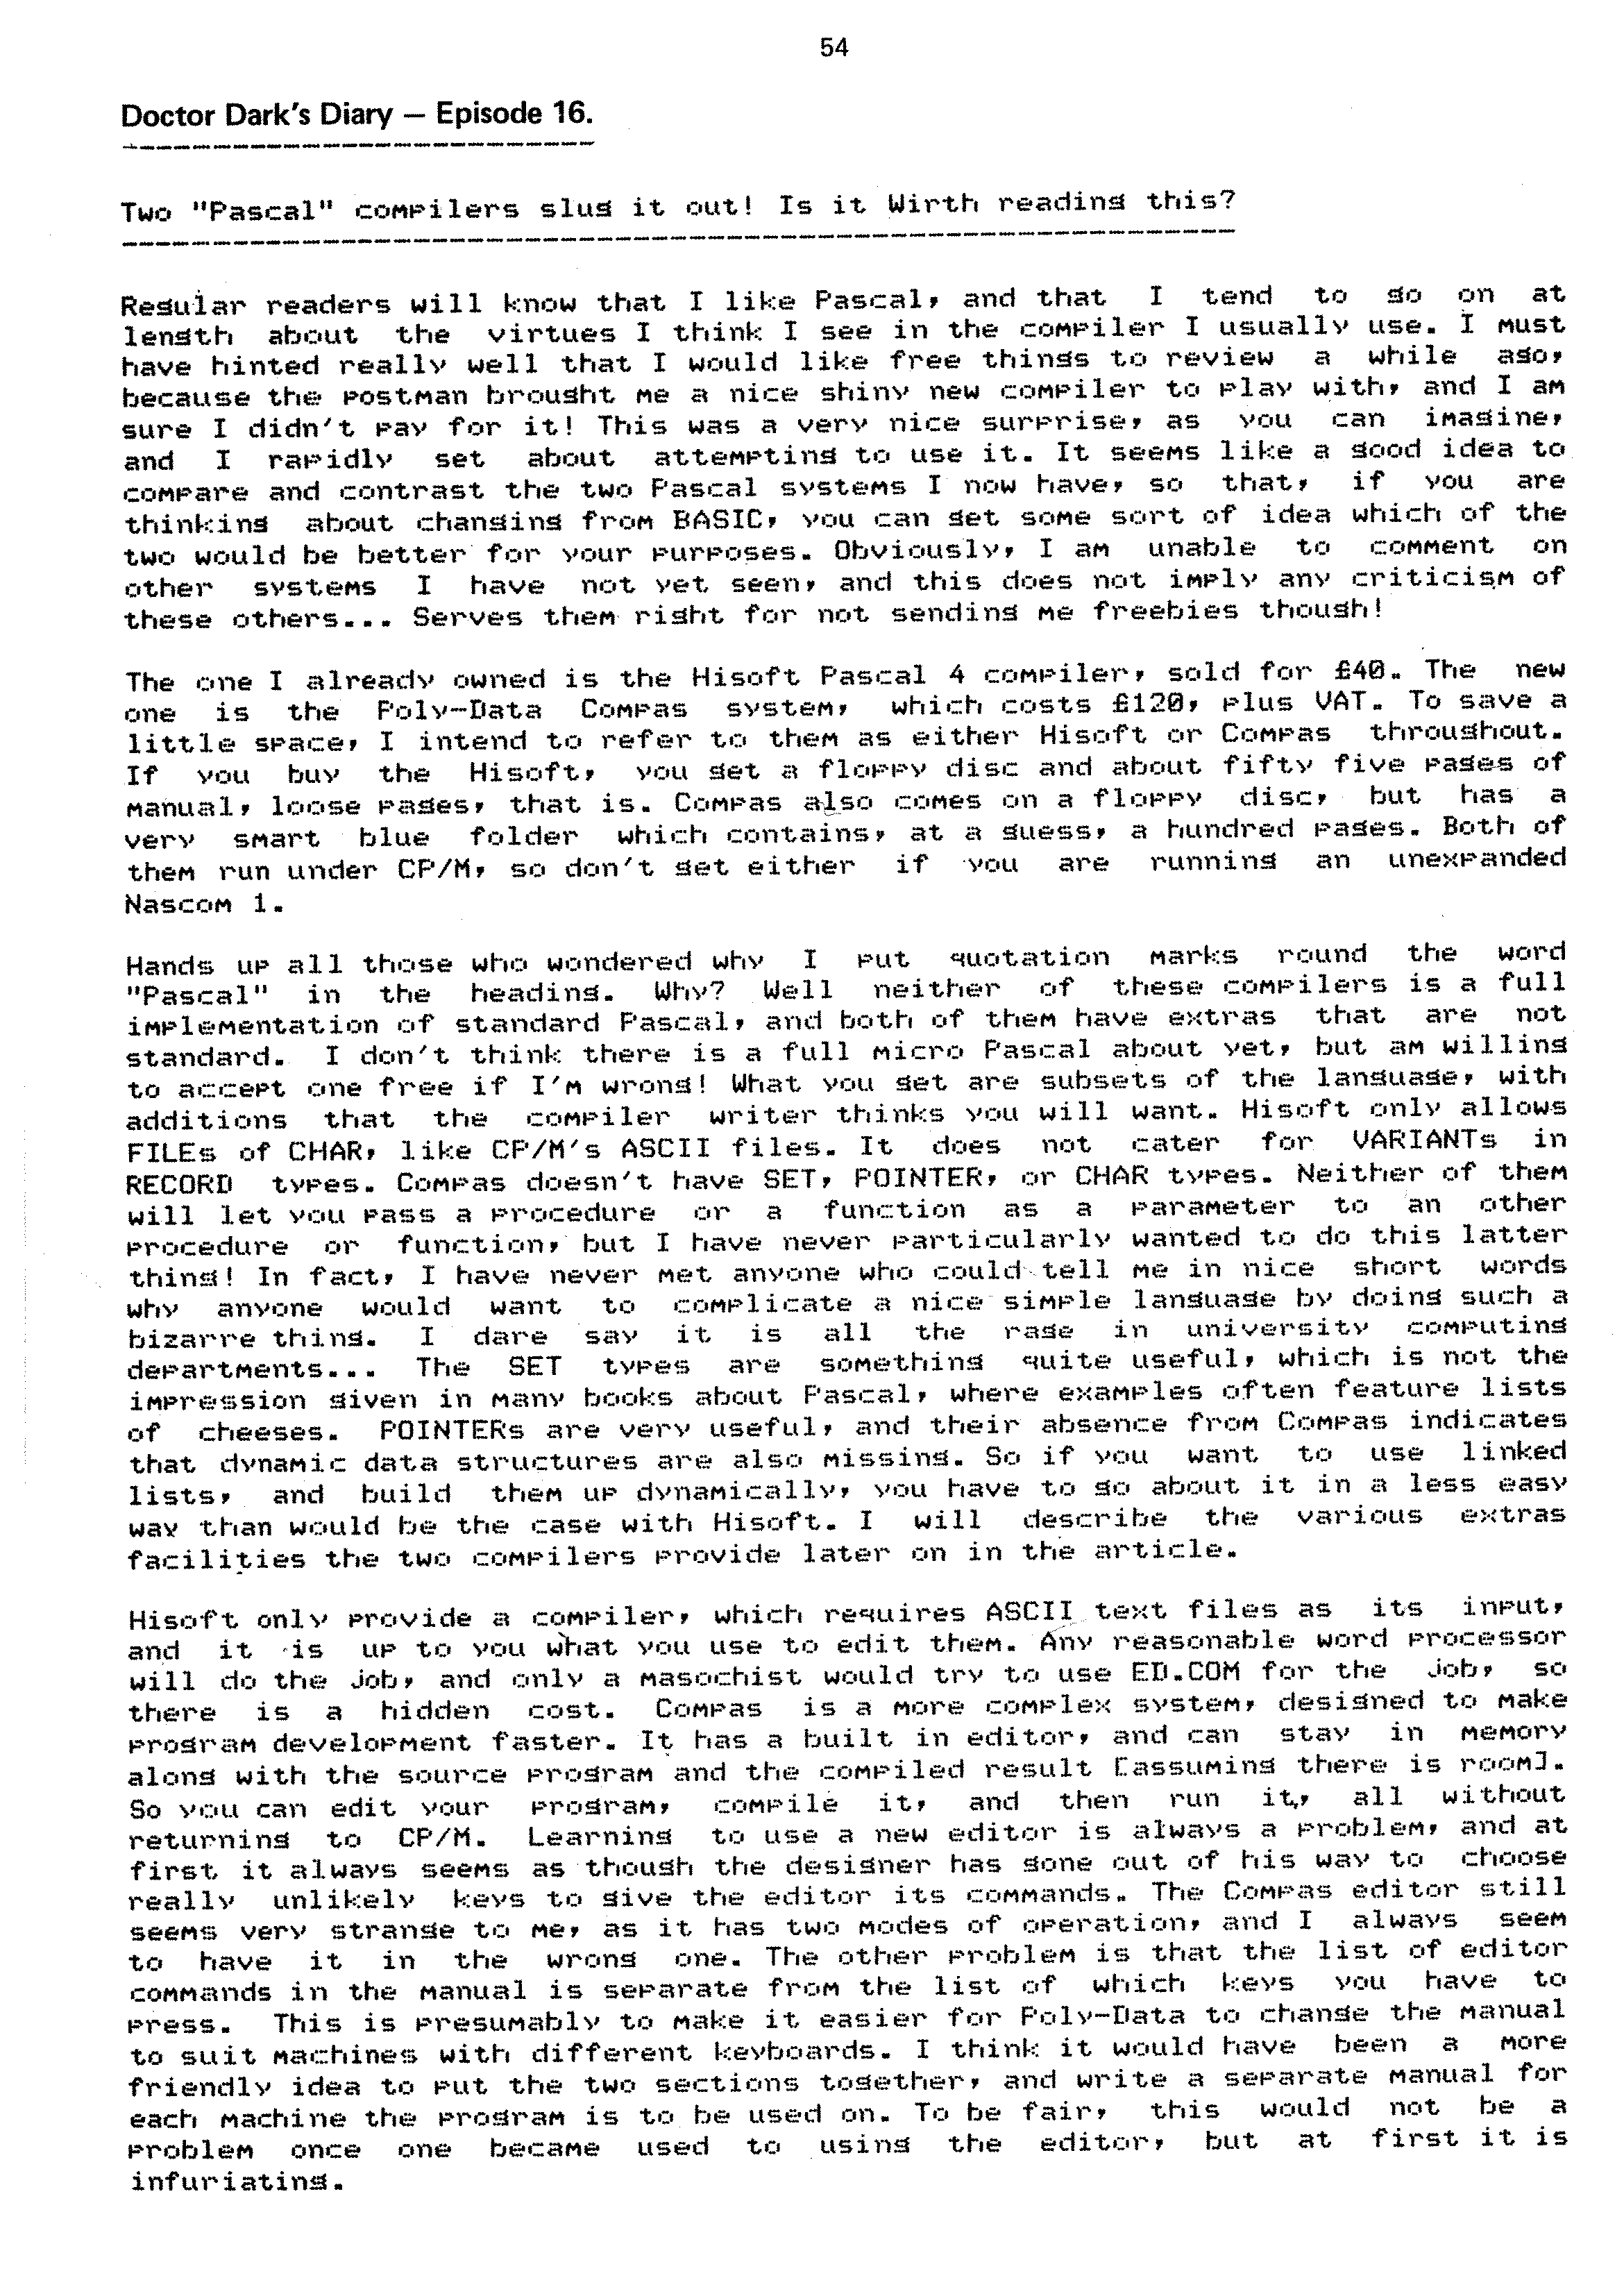 54
Doctor Dark's Diary — Episode 16.
Two "Pascal" compilers slug it out! Is it Wirth reading this?
Regular readers will know that I like Pascal, and that I tend to go on at
length about the virtues I think I see in the compiler I usually use. I must
have hinted really well that I would like free things to review a while ago,
because the postman brought me a nice shiny new compiler to play with, and I am
sure I didn't pay for it! This was a very nice surprise, as you can imagine,
and I rapidly set about attempting to use it. It seems like a good idea to
compare and contrast the two Pascal systems I now have, so that, if you are
thinking about changing from BASIC, you can get some sort of idea which of the
two would be better for your purposes. Obviously, I am unable to comment on
other systems I have not yet seen, and this does not imply any criticism of
these others... Serves them right for not sending me freebies though!
The one I already owned is the Hisoft Pascal 4 compiler, sold for £40. The new
one is the Poly-Data Compas system, which costs £120, plus VAT. To save a
little space, I intend to refer to them as either Hisoft or Compas throughout.
If you buy the Hisoft, you get a floppy disc and about fifty five pages of
manual, loose pages, that is. Compas also comes on a floppy disc, but has a
very smart blue folder which contains, at a guess, a hundred pages. Both of
them run under CP/M, so don't get either if you are running an unexpanded
Nascom 1.
Hands up all those who wondered why I put quotation marks round the word
"Pascal" in the heading. Why? Well neither of these compilers is a full
implementation of standard Pascal, and both of them have extras that are not
standard. I don't think there is a full micro Pascal about yet, but am willing
to accept one free if I'm wrong! What you get are subsets of the language, with
additions that the compiler writer thinks you will want. Hisoft only allows
FILEs of CHAR, like CP/M's ASCII files. It does not cater for VARIANTs in
RECORD types. Compas doesn't have SET, POINTER, or CHAR types. Neither of them
will let you pass a procedure or a function as a parameter to an other
procedure or function, but I have never particularly wanted to do this latter
thing! In fact, I have never met anyone who could tell me in nice short words
why anyone would want to complicate a nice simple language by doing such a
bizarre thing. I dare say it is all the rage in university computing
departments... The SET types are something quite useful, which is not the
impression given in many books about Pascal, where examples often feature lists
of cheeses. POINTERs are very useful, and their absence from Compas indicates
that dynamic data structures are also missing. So if you want to use linked
lists, and build them up dynamically, you have to go about it in a less easy
way than would be the case with Hisoft. I will describe the various extras
facilities the two compilers provide later on in the article.
Hisoft only provide a compiler, which requires ASCII text files as its input,
and it is up to you what you use to edit them. Any reasonable word processor
will do the job, and only a masochist would try to use ED.COM for the job, so
there is a hidden cost. Compas is a more complex system, designed to make
program development faster. It has a built in editor, and can stay in memory
along with the source program and the compiled result [assuming there is room].
So you can edit your program, compile it, and then run it, all without
returning to CP/M. Learning to use a new editor is always a problem, and at
first it always seems as though the designer has gone out of his way to choose
really unlikely keys to give the editor its commands. The Compas editor still
seems very strange to me, as it has two modes of operation, and I always seem
to have it in the wrong one. The other problem is that the list of editor
commands in the manual is separate from the list of which keys you have to
press. This is presumably to make it easier for Poly-Data to change the manual
to suit machines with different keyboards. I think it would have been a more
friendly idea to put the two sections together, and write a separate manual for
each machine the program is to be used on. To be fair, this would not be a
problem once one became used to using the editor, but at first it is
infuriating.